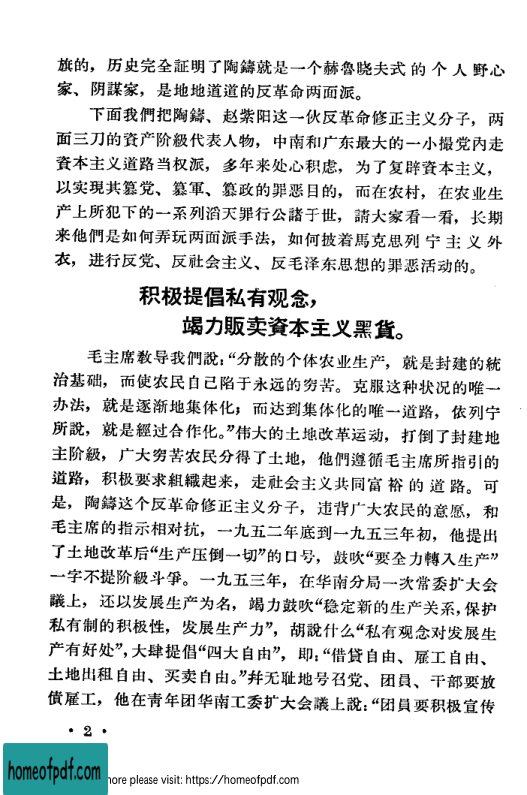 旗的，历史完全証明了陶鑄就是一个赫魯晓夫式的个人野心
家、阴謀家，是地地道道的反革命两面派。
下面我們把陶鑄、赵紫阳这一伙反革命修正主义分子，两
面三刀的資产阶級代表人物，中南和广东最大的一小撮党內走
資本主义道路当权派，多年来处心积虑，为了复辟資本主义，
以实現其篡党、篡軍、篡政的罪恶目的，而在农村，在农业生
产上所犯下的一系列滔天罪行公諸于世，請大家看一看，长期
来他們是如何弄玩两面派手法，如何披着馬克思列宁主义外
衣，进行反党、反社会主义、反毛泽东思想的罪恶活动的。
积极提倡私有观念，
竭力販卖資本主义黑貨。
毛主席教导我們說：“分散的个体农业生产，就是封建的統
治基础，而使农民自已陷于永远的穷苦。克服这种状况的唯一
办法，就是逐渐地集体化；而达到集体化的唯一道路，依列宁
所說，就是經过合作化。”伟大的土地改革运动，打倒了封建地
主阶級，广大穷苦农民分得了土地，他們遵循毛主席所指引的
道路，积极要求組織起来，走社会主义共同富裕的道路。可
是，陶鑄这个反革命修正主义分子，违背广大农民的意愿，和
毛主席的指示相对抗，一九五二年底到一九五三年初，他提出
了土地改革后“生产压倒一切”的口号，鼓吹“要全力轉入生产”
一字不提阶級斗爭。一九五三年，在华南分局一次常委扩大会
議上，还以发展生产为名，竭力鼓吹“稳定新的生产关系，保护
私有制的积极性，发展生产力”，胡說什么“私有观念对发展生
产有好处”，大肆提倡“四大自由”，即：“借貸自由、雇工自由、
土地出租自由、买卖自由。”幷无耻地号召党、团員、干部要放
債雇工，他在青年团华南工委扩大会議上說：“团員要积极宣传
• 2 •
homeofpdf.com
more please visit: https://homeofpdf.com